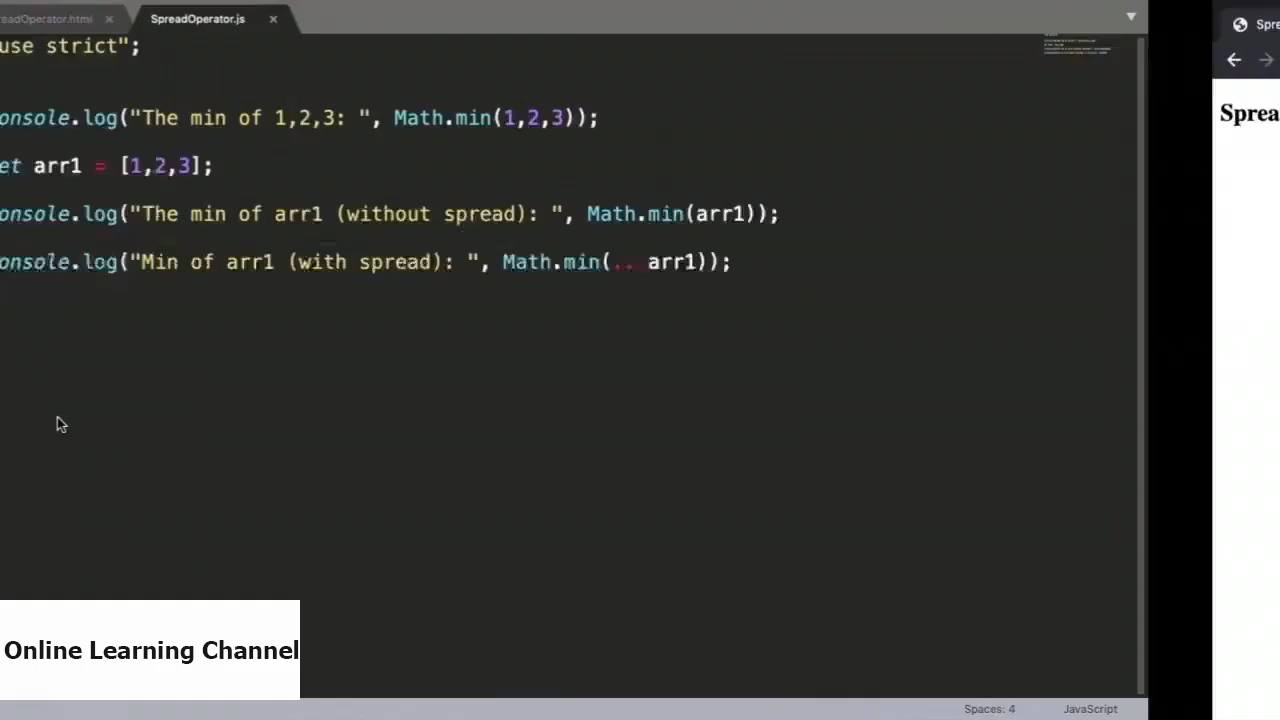 readOperator.html
SpreadOperator.js
Sprea
use strict";
onsole.log("The min of 1,2,3: ", Math.min(1,2,3));
et arr1 = [1,2,3];
onsole.log("The min of arr1 (without spread): ", Math.min(arr1));
onsole.log("Min of arr1 (with spread): ", Math.min(... arr1));
Sprea
Online Learning Channel
Spaces: 4
JavaScript